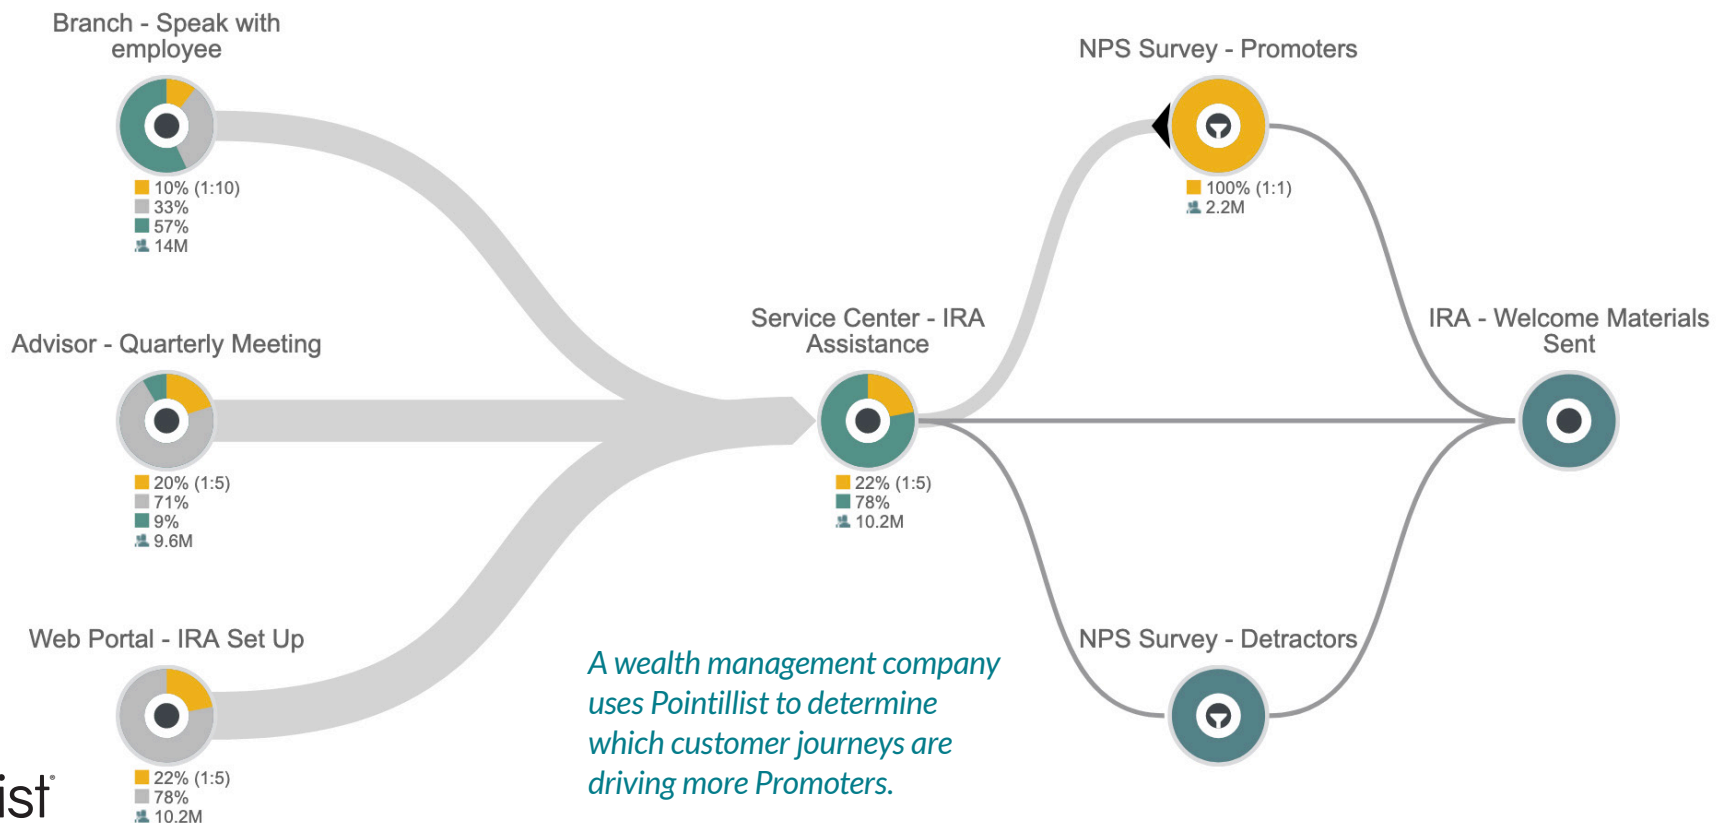 Branch - Speak with
employee
10% (1:10)
33%
57%
14M
Advisor - Quarterly Meeting
20% (1:5)
71%
9%
9.6M
Web Portal - IRA Set Up
22% (1:5)
78%
10.2M
Service Center - IRA
Assistance
22% (1:5)
78%
10.2M
NPS Survey - Promoters
100% (1:1)
2.2M
IRA - Welcome Materials
Sent
NPS Survey - Detractors
A wealth management company
uses Pointillist to determine
which customer journeys are
driving more Promoters.
ist